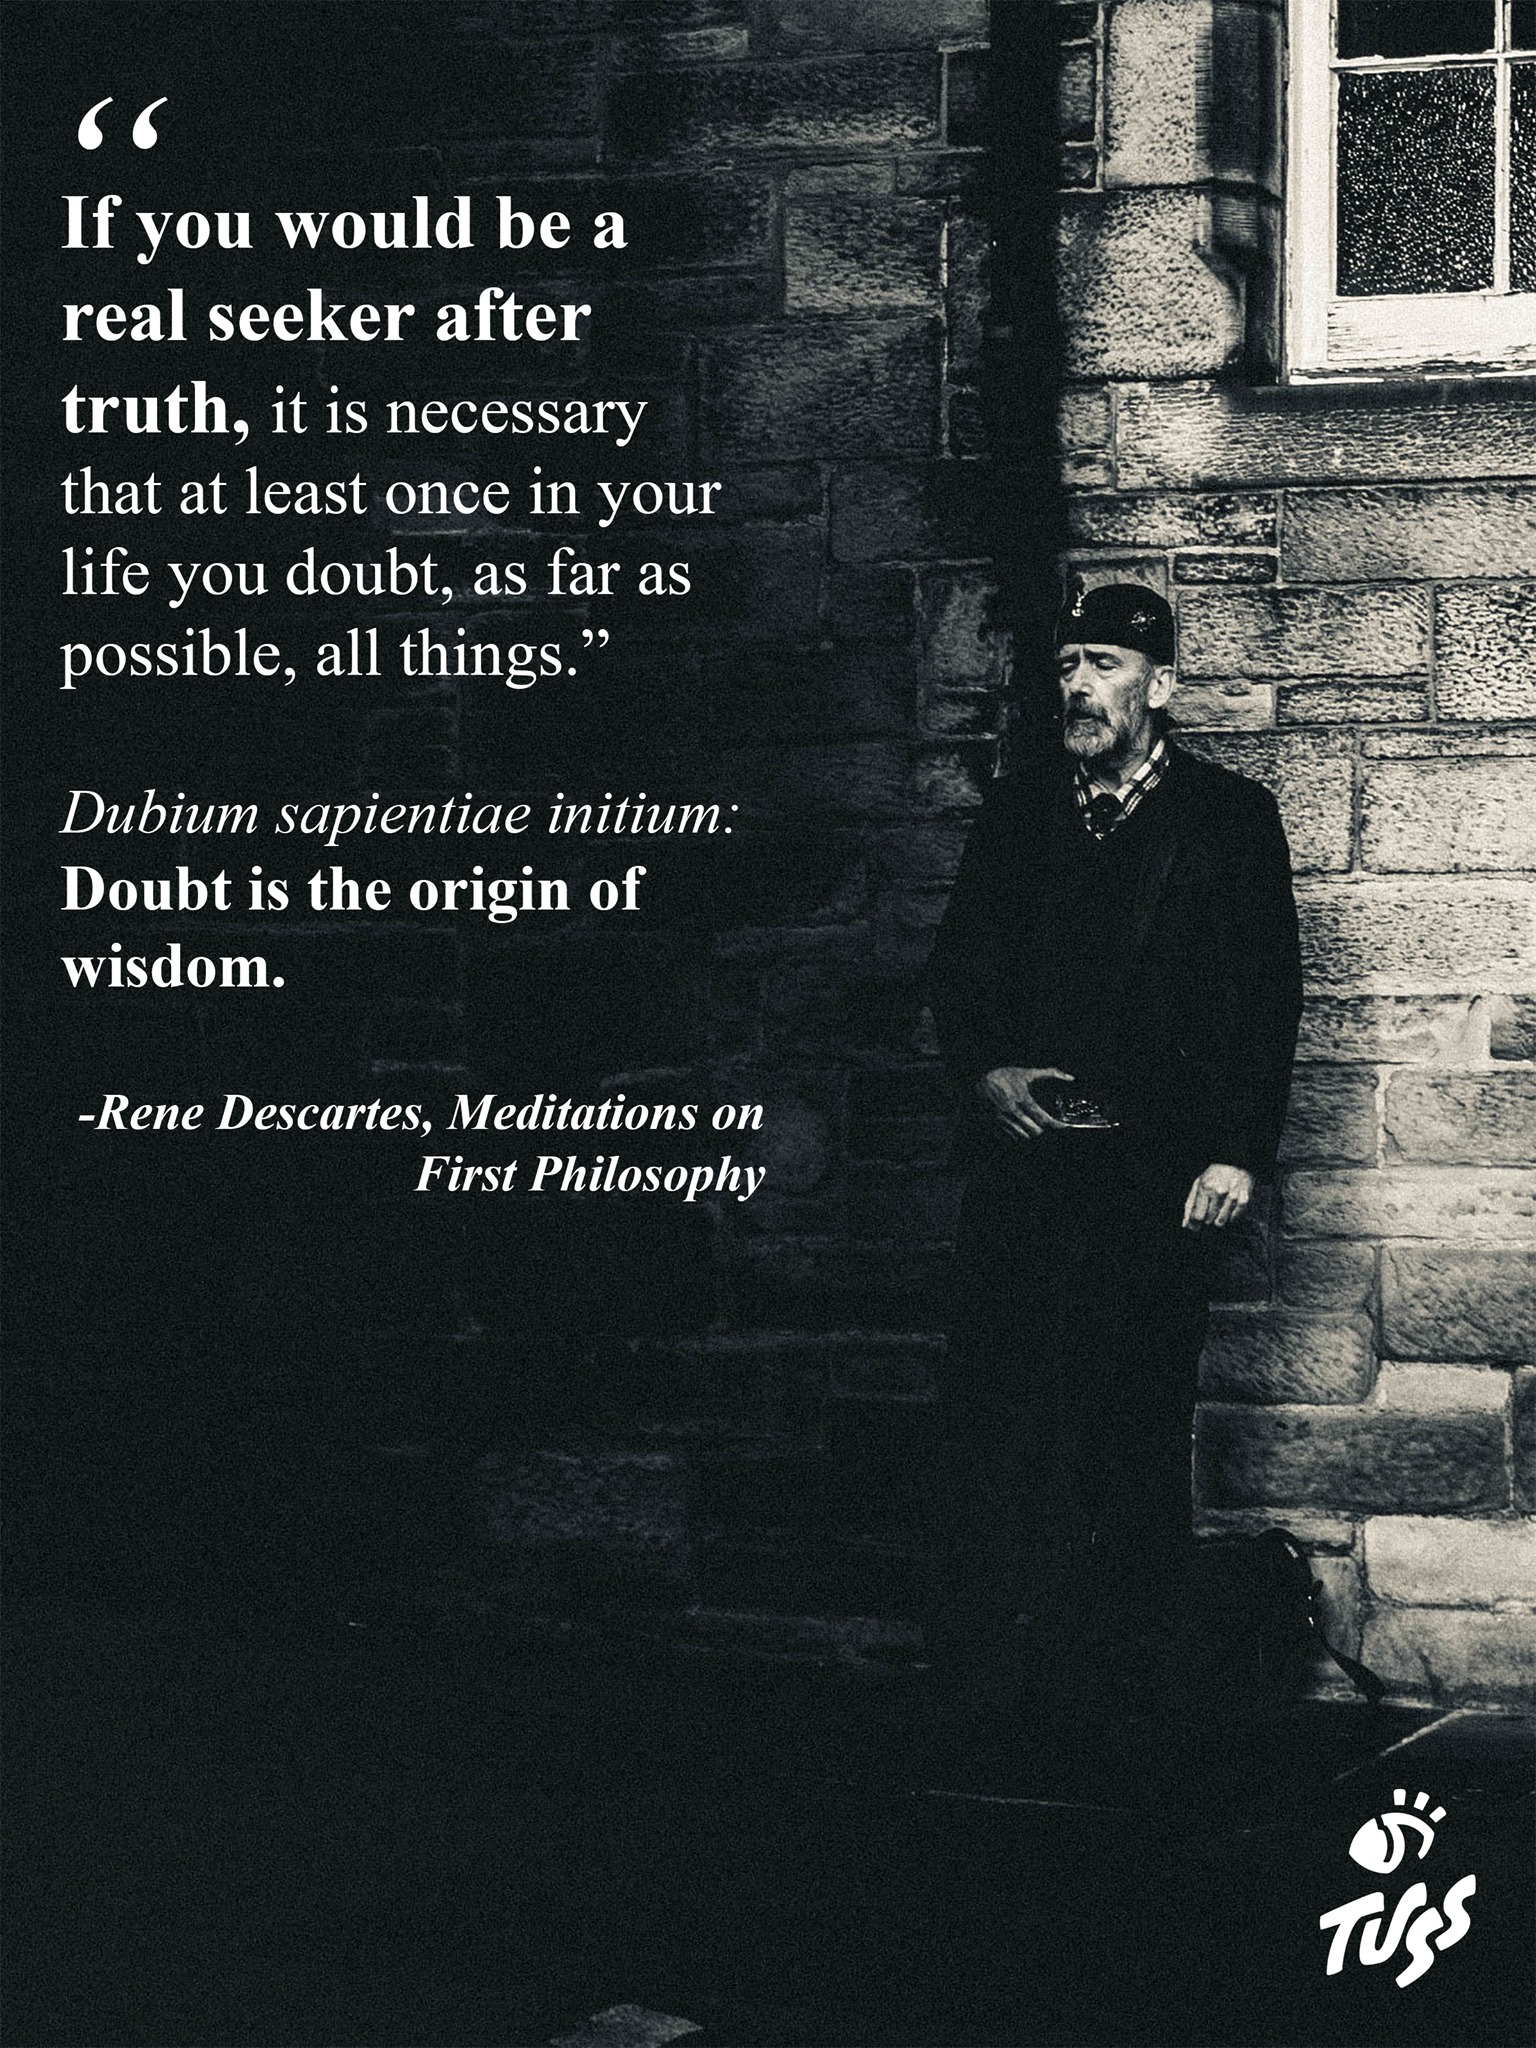 “
If you would be a
real seeker after
truth, it is necessary
that at least once in your
life you doubt, as far as
possible, all things.”
Dubium sapientiae initium:
Doubt is the origin of
wisdom.
-Rene Descartes, Meditations on
First Philosophy
TUSS